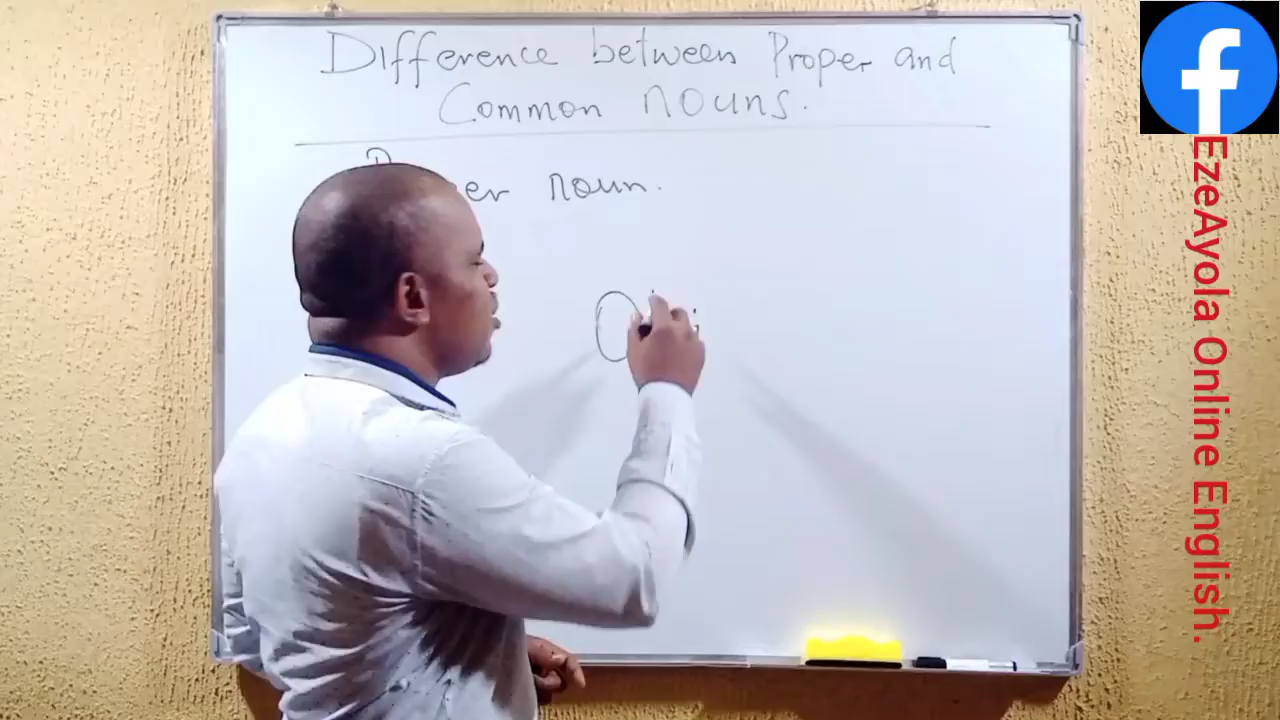 Difference between Proper and
Common nouns.
noun.
EzeAyola Online English.